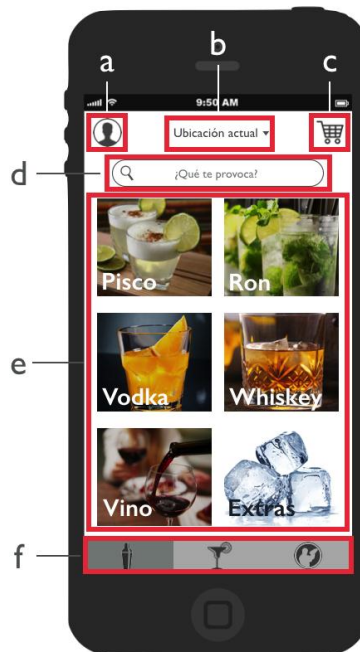 a
b
c
9:50 AM
Ubicación actual
d
¿Qué te provoca?
Pisco
Ron
e
Vodka
Whiskey
Vino
Extras
f